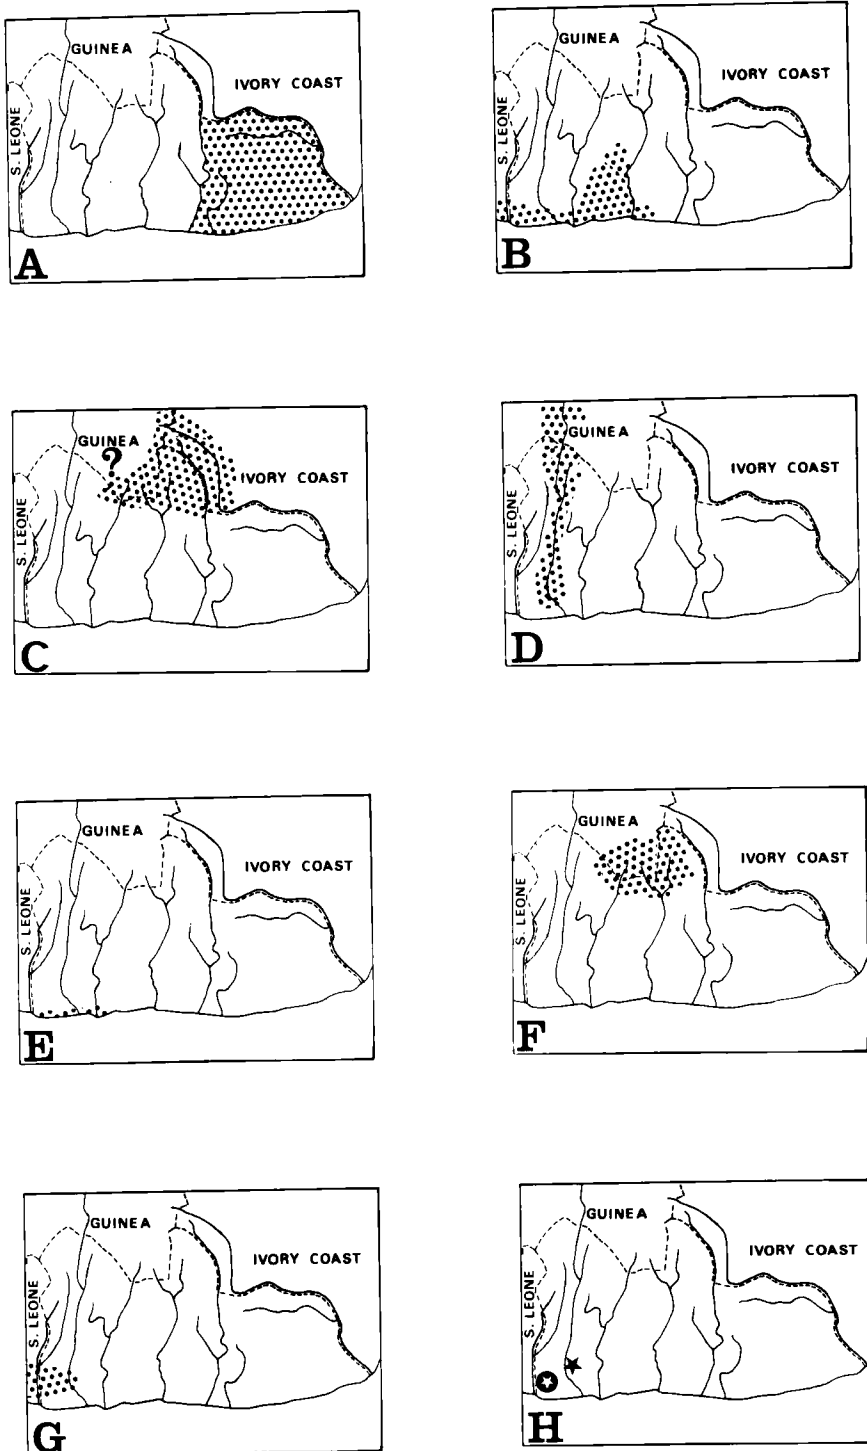 GUINEA
IVORY COAST
S. LEONE
A
GUINEA
IVORY COAST
S. LEONE
B
GUINEA
?
IVORY COAST
S. LEONE
C
GUINEA
IVORY COAST
S. LEONE
D
GUINEA
IVORY COAST
S. LEONE
E
GUINEA
IVORY COAST
S. LEONE
F
GUINEA
IVORY COAST
S. LEONE
G
GUINEA
IVORY COAST
S. LEONE
H